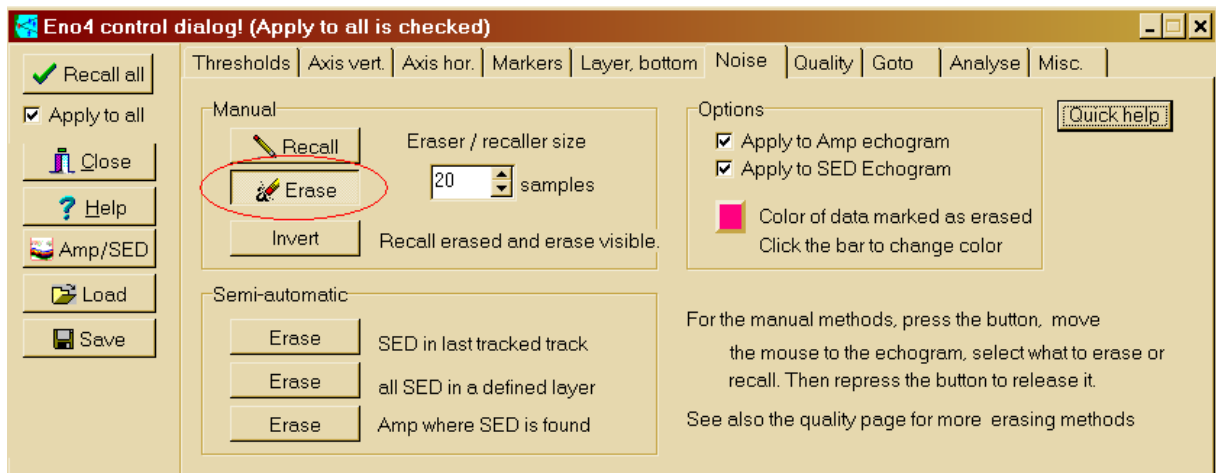 Eno4 control dialog! (Apply to all is checked)
Recall all
Apply to all
Close
Help
Amp/SED
Load
Save
Thresholds Axis vert. Axis hor. Markers Layer, bottom Noise Quality Goto Analyse Misc.
Manual
Recall
Eraser / recaller size
Erase
20 samples
Invert
Recall erased and erase visible.
Semi-automatic
Erase
SED in last tracked track
Erase
all SED in a defined layer
Erase
Amp where SED is found
Options
Apply to Amp echogram
Apply to SED Echogram
Color of data marked as erased
Click the bar to change color
Quick help
For the manual methods, press the button, move
the mouse to the echogram, select what to erase or
recall. Then repress the button to release it.
See also the quality page for more erasing methods